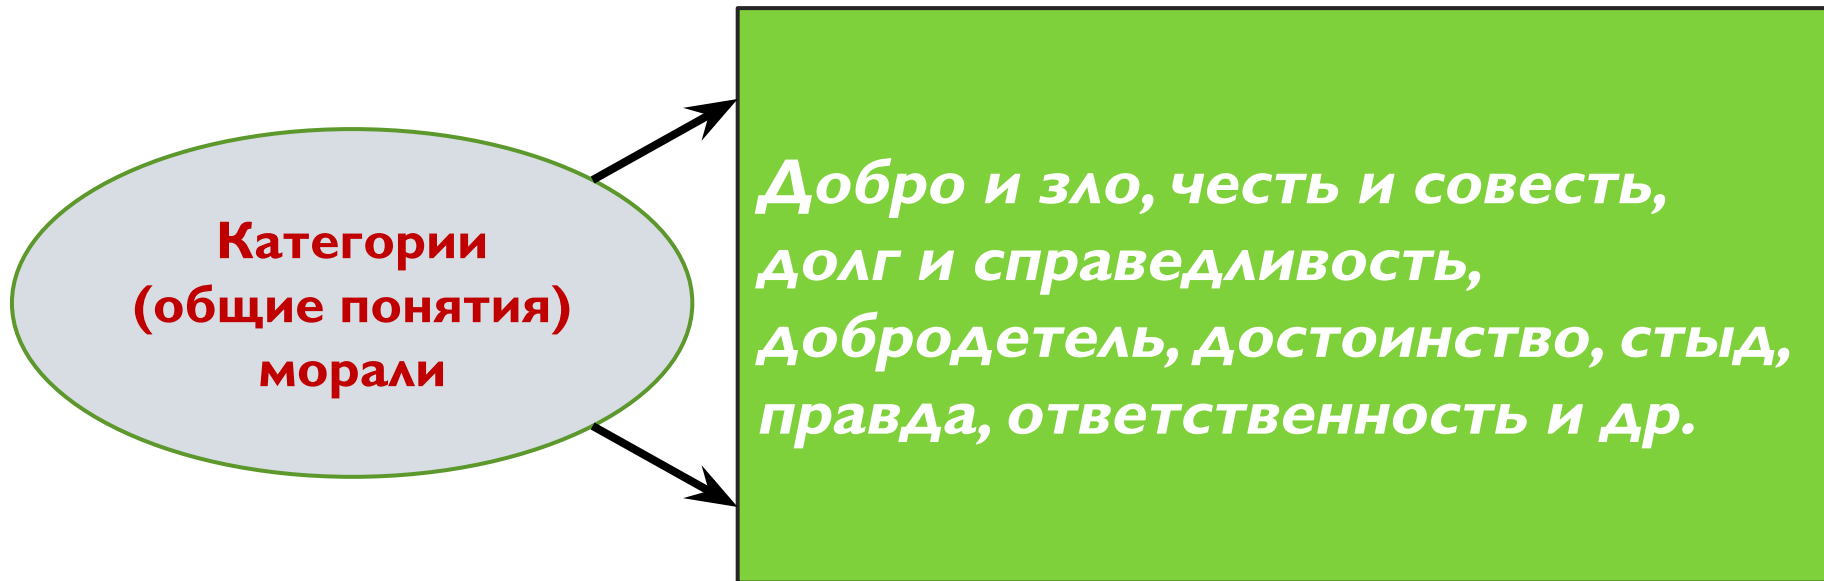 Категории
(общие понятия)
морали
Добро и зло, честь и совесть,
долг и справедливость,
добродетель, достоинство, стыд,
правда, ответственность и др.